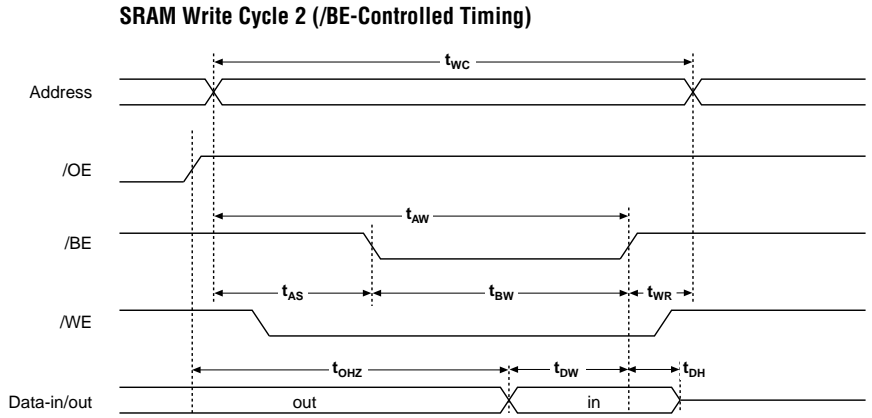 SRAM Write Cycle 2 (/BE-Controlled Timing)
tWC
Address
/OE
tAW
/BE
tAS tBW tWR
/WE
tOHZ tDW tDH
Data-in/out out in